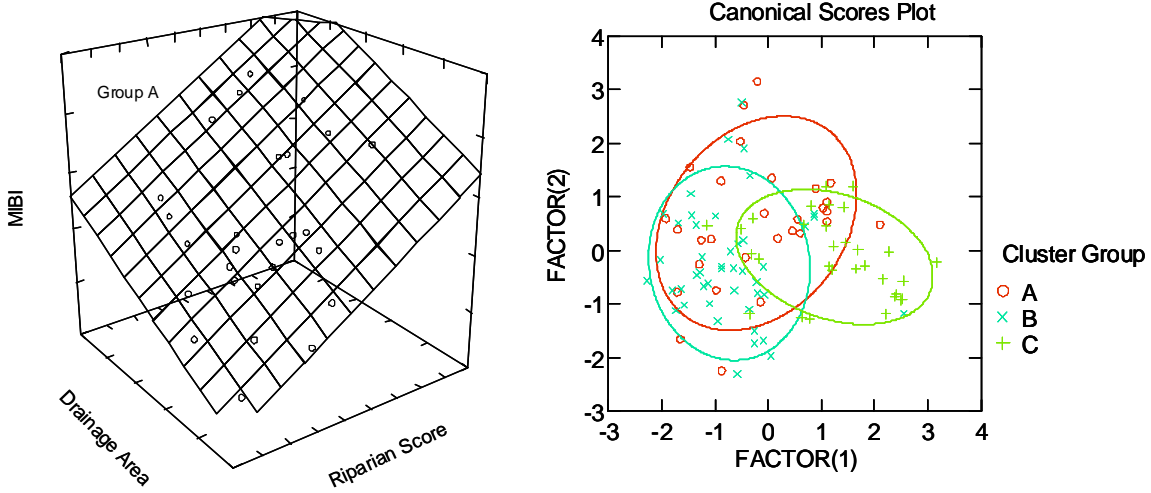 Group A
MIBI
Drainage Area
Riparian Score
Canonical Scores Plot
4
3
2
1
0
-1
-2
-3
FACTOR(2)
-3 -2 -1 0 1 2 3 4
FACTOR(1)
Cluster Group
A
B
C